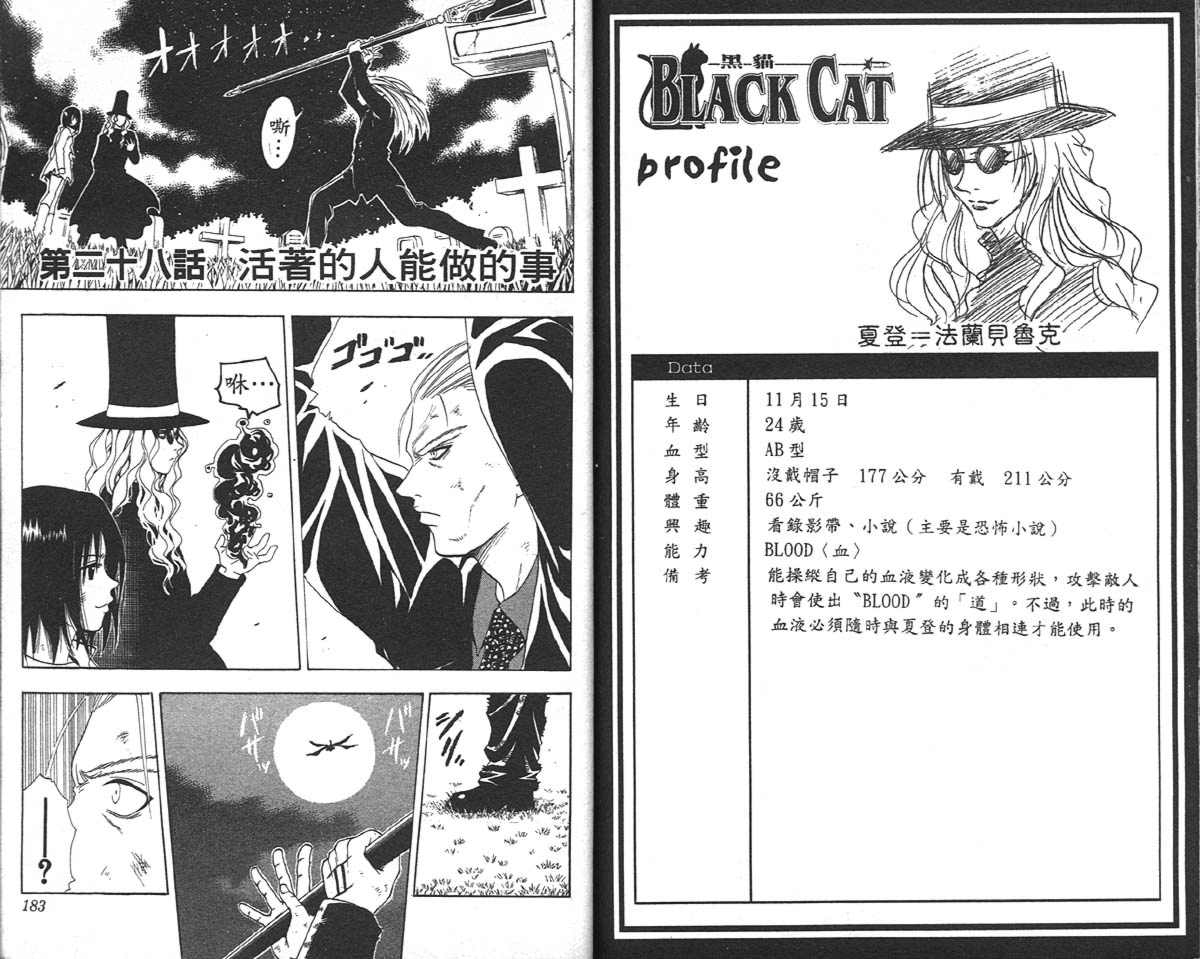 黑貓
BLACK CAT
profile
夏登＝法蘭貝魯克
Data
生日 11月15日
年齡 24歲
血型 AB型
身高 沒戴帽子 177公分 有戴 211公分
體重 66公斤
興趣 看錄影帶、小說（主要是恐怖小說）
能力 BLOOD〈血〉
備考 能操縱自己的血液變化成各種形狀，攻擊敵人
時會使出〝BLOOD〞的「道」。不過，此時的
血液必須隨時與夏登的身體相連才能使用。
オオオオオ‥
嘶…
第二十八話 活著的人能做的事
ゴゴゴ‥
咻…
バサッ
バサッ
—?
183